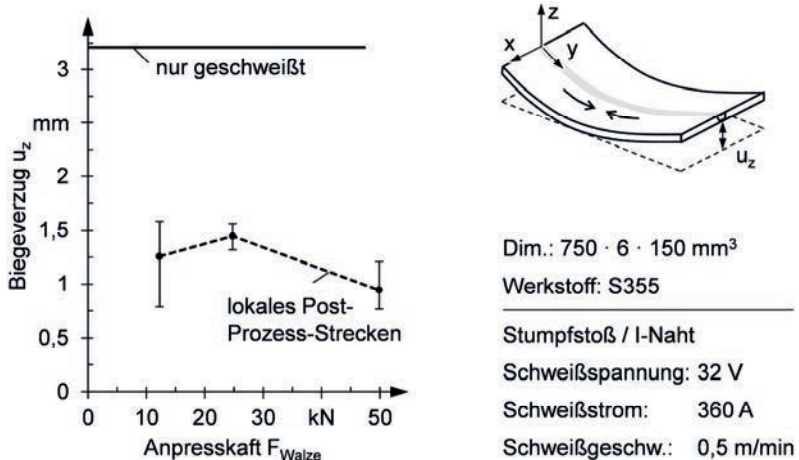 3
mm
2
1,5
1
0,5
0
Biegeverzug u_z
nur geschweißt
lokales Post-
Prozess-Strecken
0 10 20 30 kN 50
Anpresskaft F_Walze
z
x
y
u_z
Dim.: 750 · 6 · 150 mm³
Werkstoff: S355
Stumpfstoß / I-Naht
Schweißspannung: 32 V
Schweißstrom: 360 A
Schweißgeschw.: 0,5 m/min